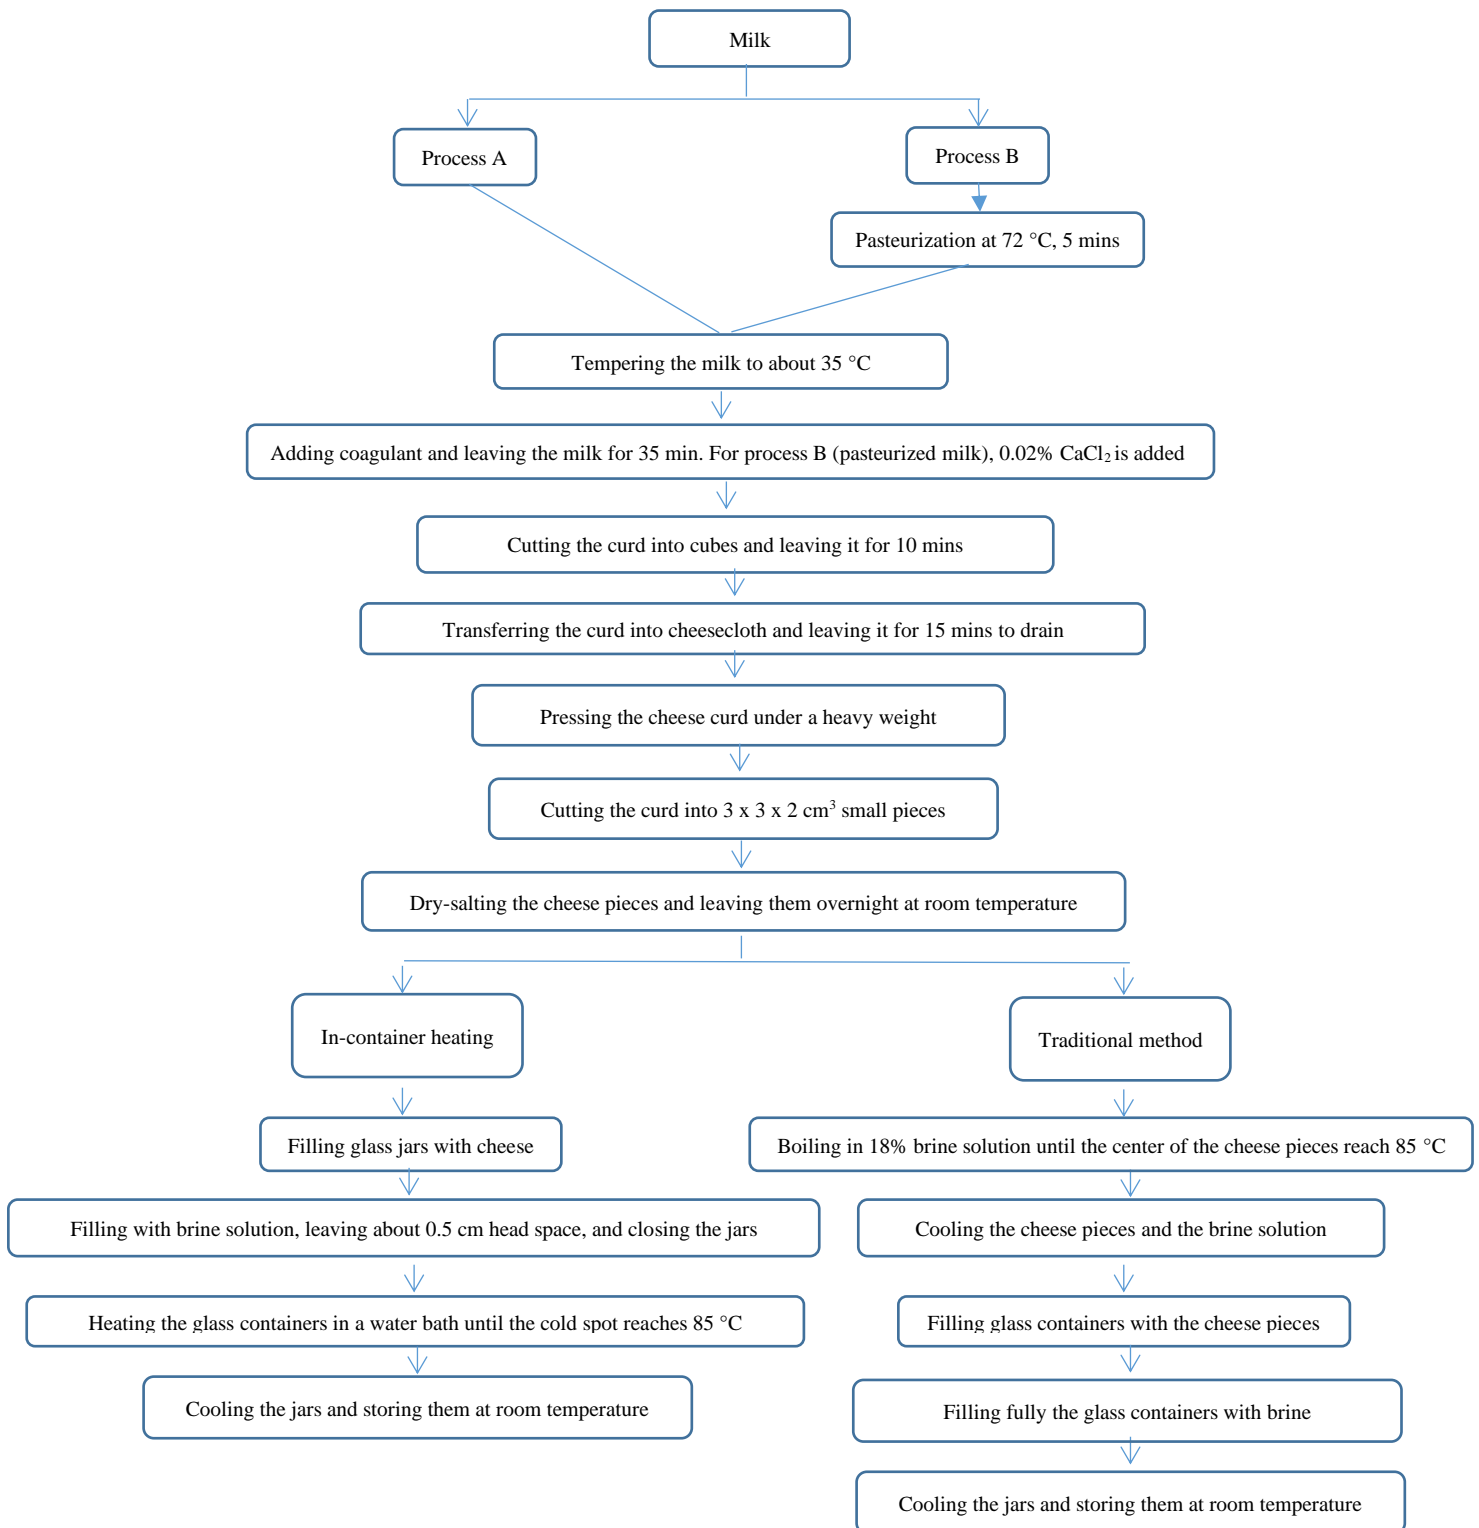 Milk
Process A
Process B
Pasteurization at 72 °C, 5 mins
Tempering the milk to about 35 °C
Adding coagulant and leaving the milk for 35 min. For process B (pasteurized milk), 0.02% CaCl₂ is added
Cutting the curd into cubes and leaving it for 10 mins
Transferring the curd into cheesecloth and leaving it for 15 mins to drain
Pressing the cheese curd under a heavy weight
Cutting the curd into 3 x 3 x 2 cm³ small pieces
Dry-salting the cheese pieces and leaving them overnight at room temperature
In-container heating
Filling glass jars with cheese
Filling with brine solution, leaving about 0.5 cm head space, and closing the jars
Heating the glass containers in a water bath until the cold spot reaches 85 °C
Cooling the jars and storing them at room temperature
Traditional method
Boiling in 18% brine solution until the center of the cheese pieces reach 85 °C
Cooling the cheese pieces and the brine solution
Filling glass containers with the cheese pieces
Filling fully the glass containers with brine
Cooling the jars and storing them at room temperature